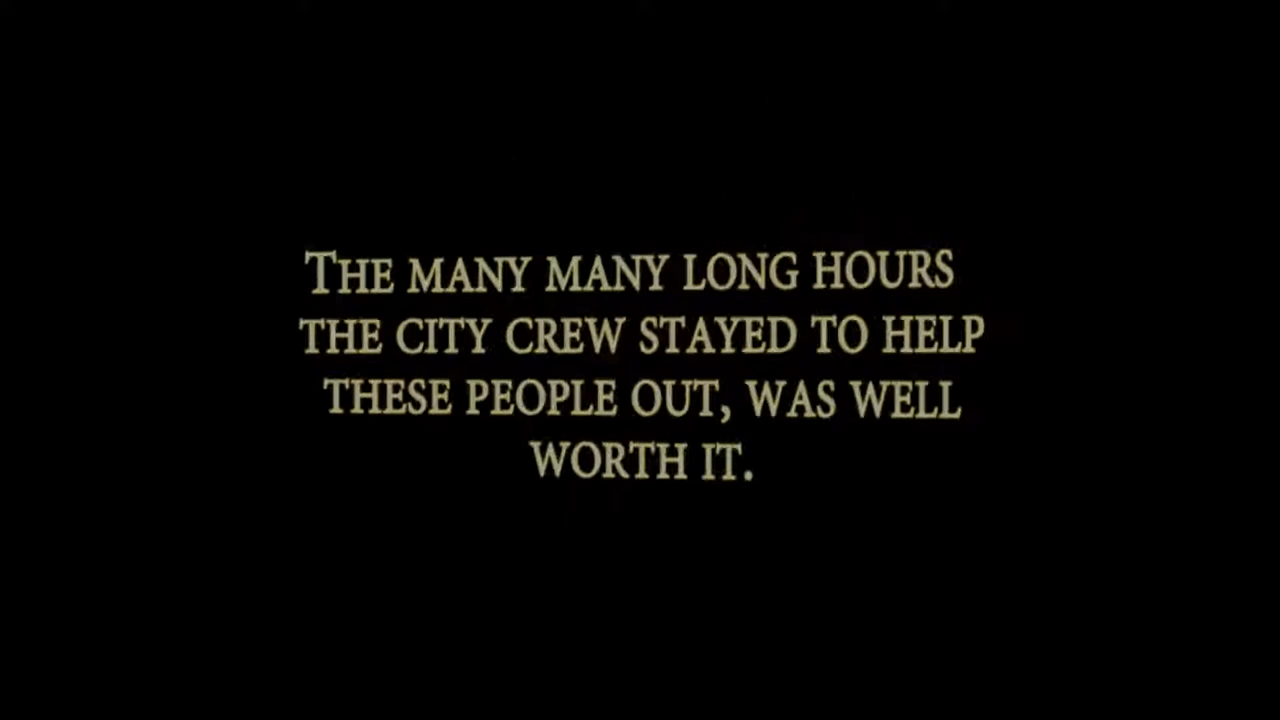 THE MANY MANY LONG HOURS
THE CITY CREW STAYED TO HELP
THESE PEOPLE OUT, WAS WELL
WORTH IT.